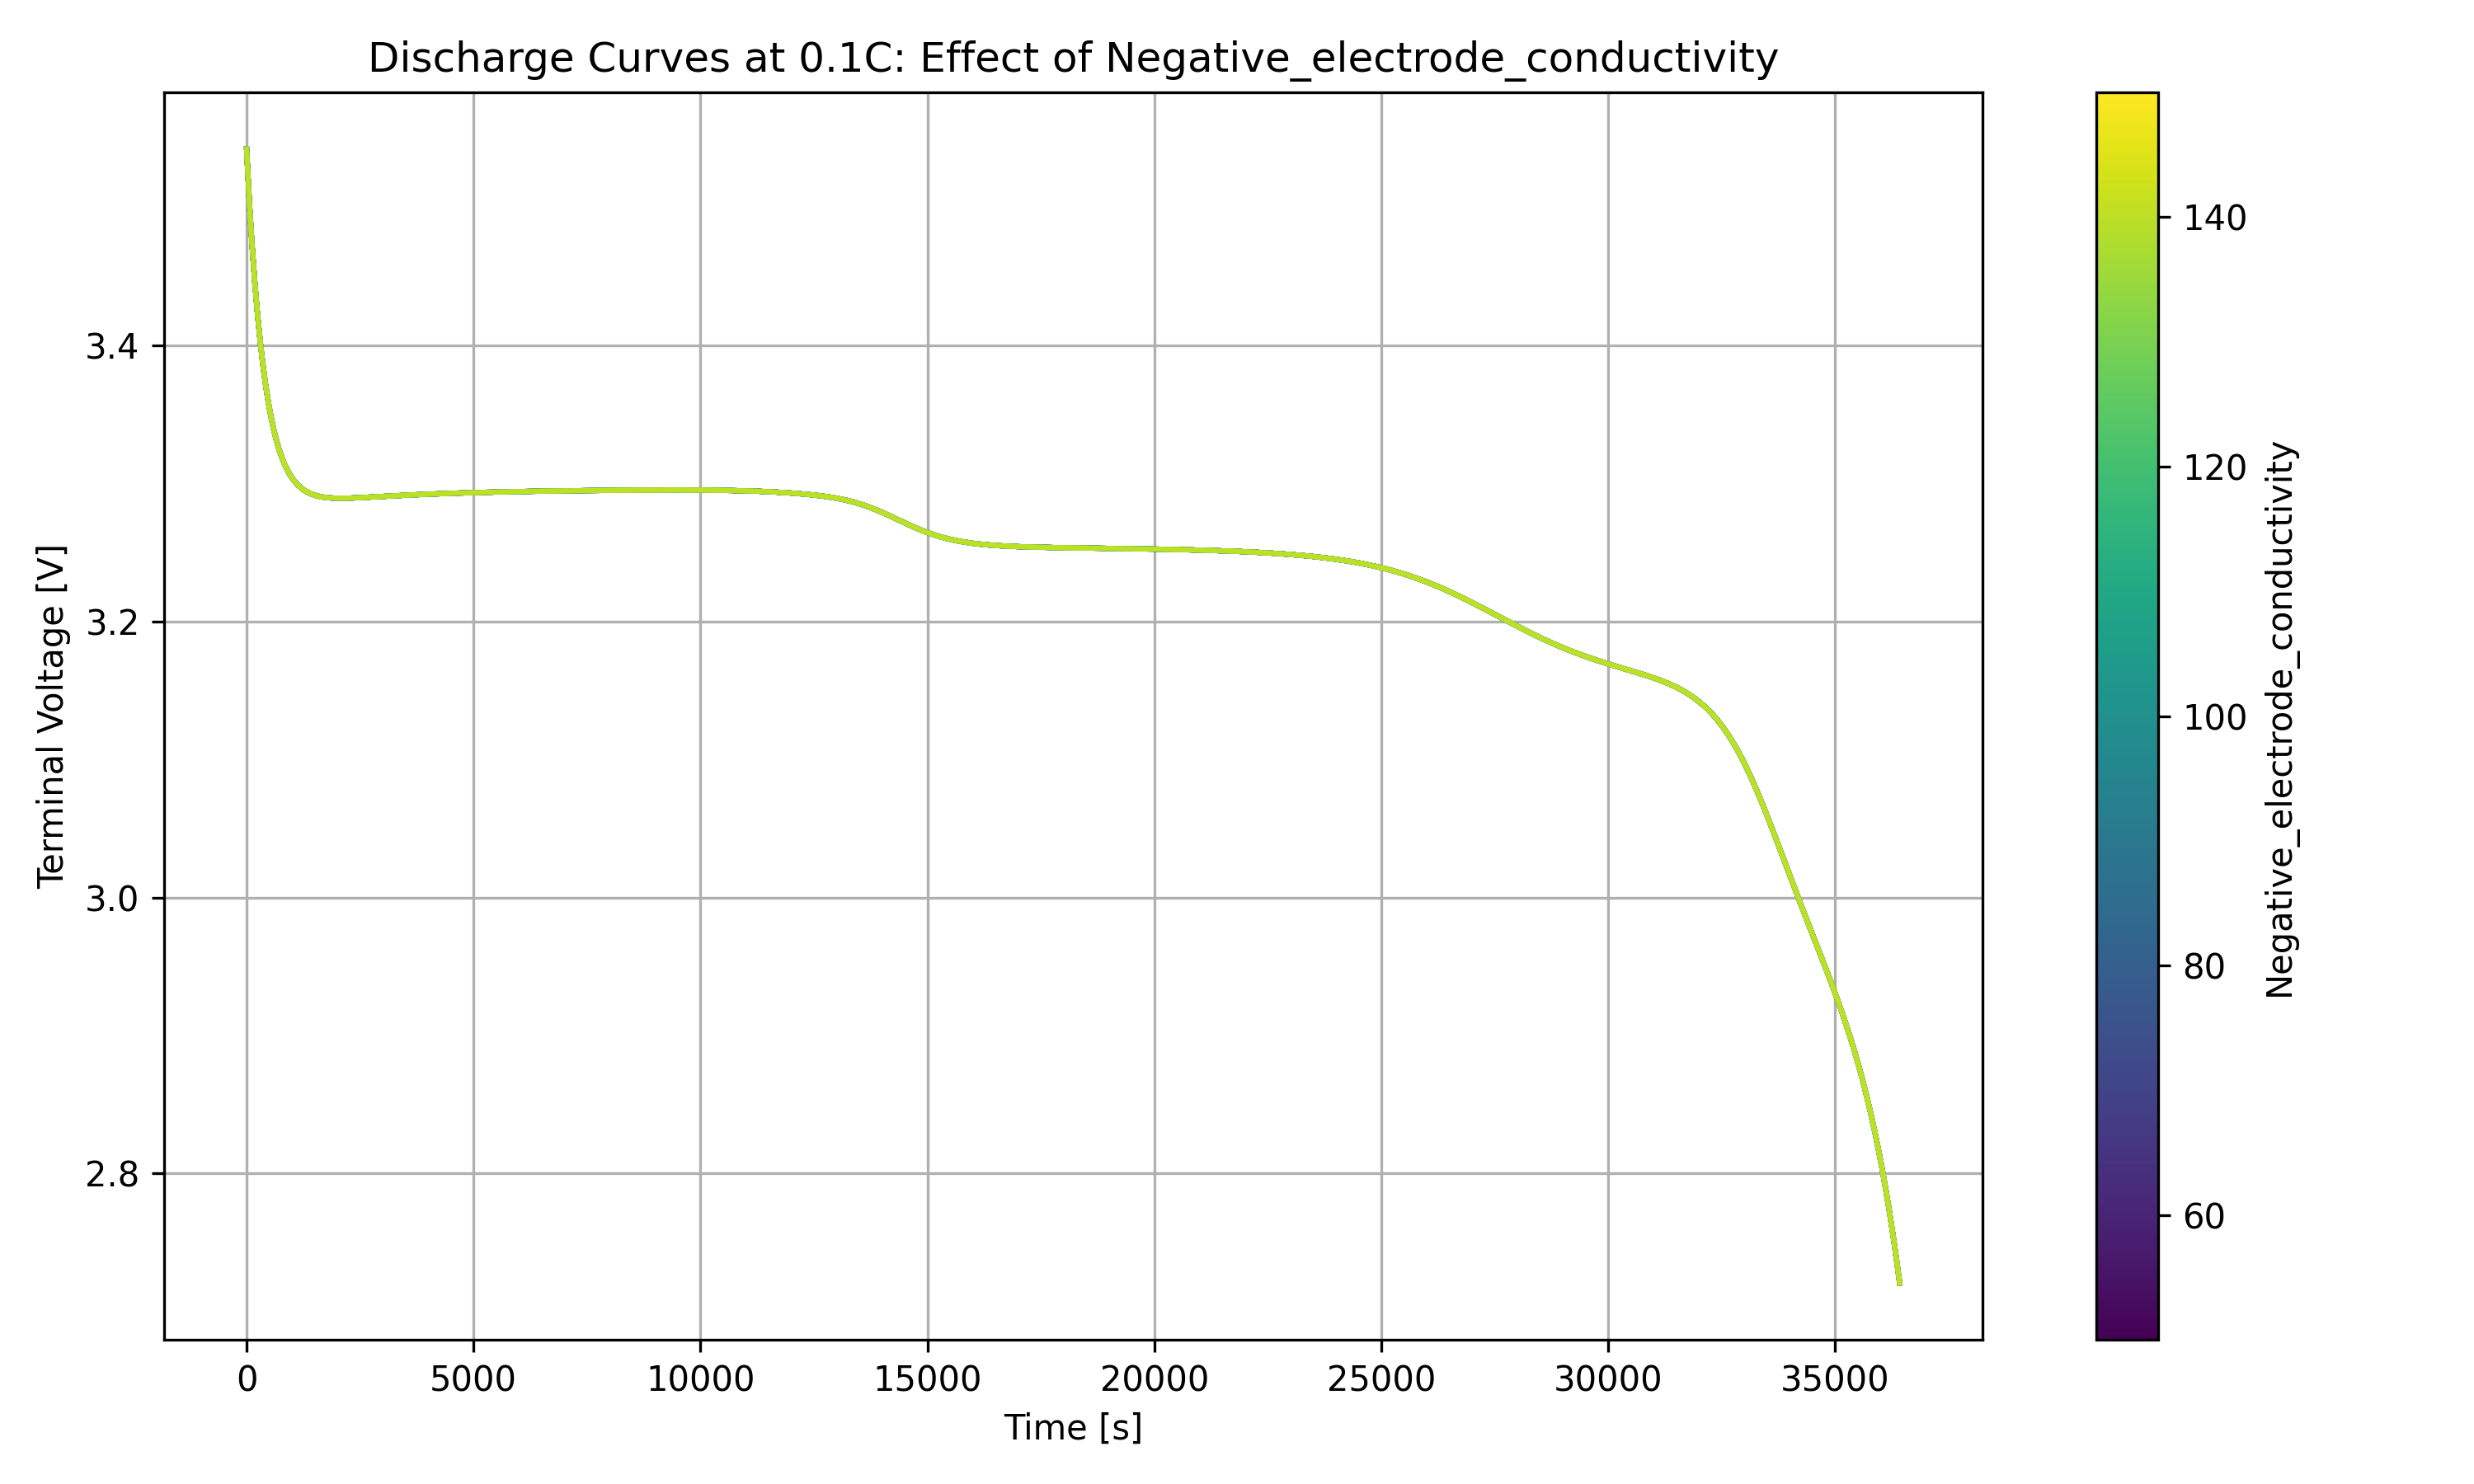 Discharge Curves at 0.1C: Effect of Negative_electrode_conductivity
Terminal Voltage [V]
3.4
3.2
3.0
2.8
0 5000 10000 15000 20000 25000 30000 35000
Time [s]
140
120
100
80
60
Negative_electrode_conductivity